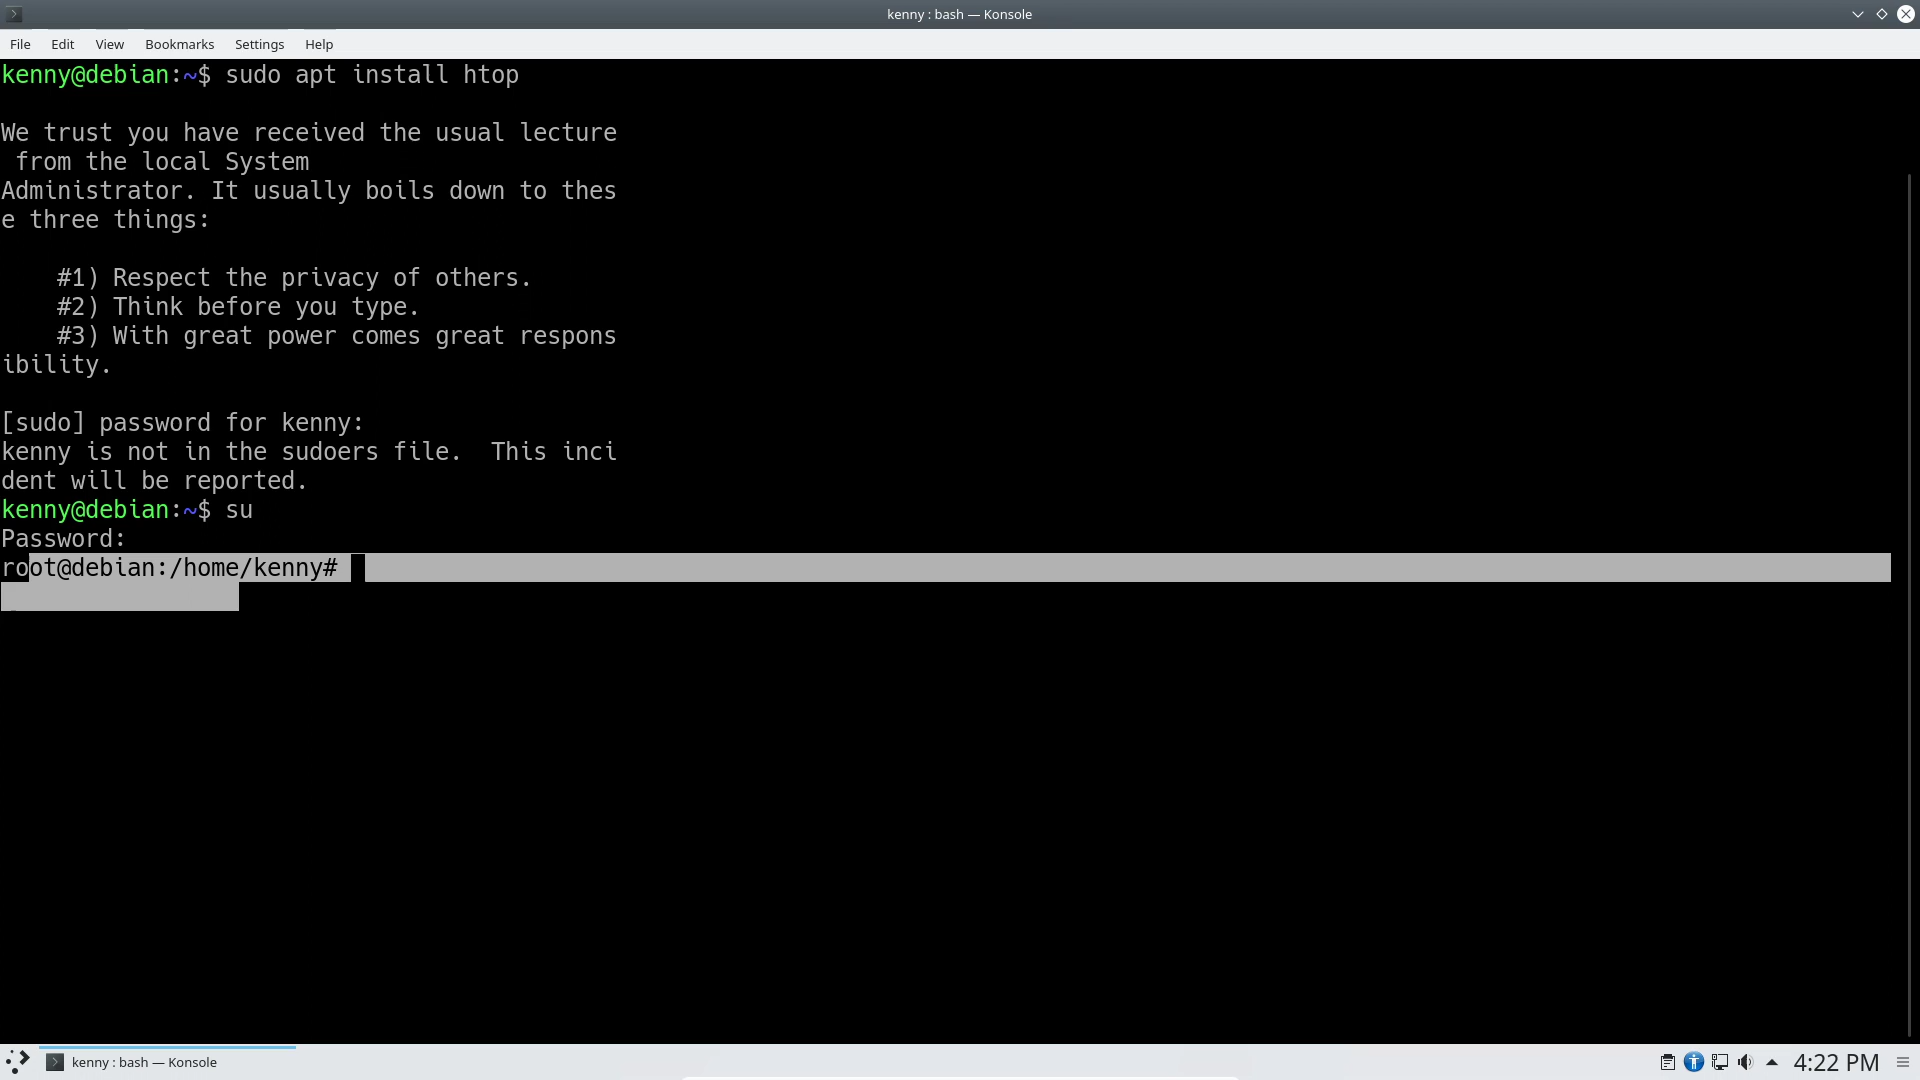 kenny : bash — Konsole
File Edit View Bookmarks Settings Help
kenny@debian:~$ sudo apt install htop
We trust you have received the usual lecture
 from the local System
Administrator. It usually boils down to thes
e three things:
    #1) Respect the privacy of others.
    #2) Think before you type.
    #3) With great power comes great respons
ibility.
[sudo] password for kenny:
kenny is not in the sudoers file.  This inci
dent will be reported.
kenny@debian:~$ su
Password:
root@debian:/home/kenny#
kenny : bash — Konsole 4:22 PM